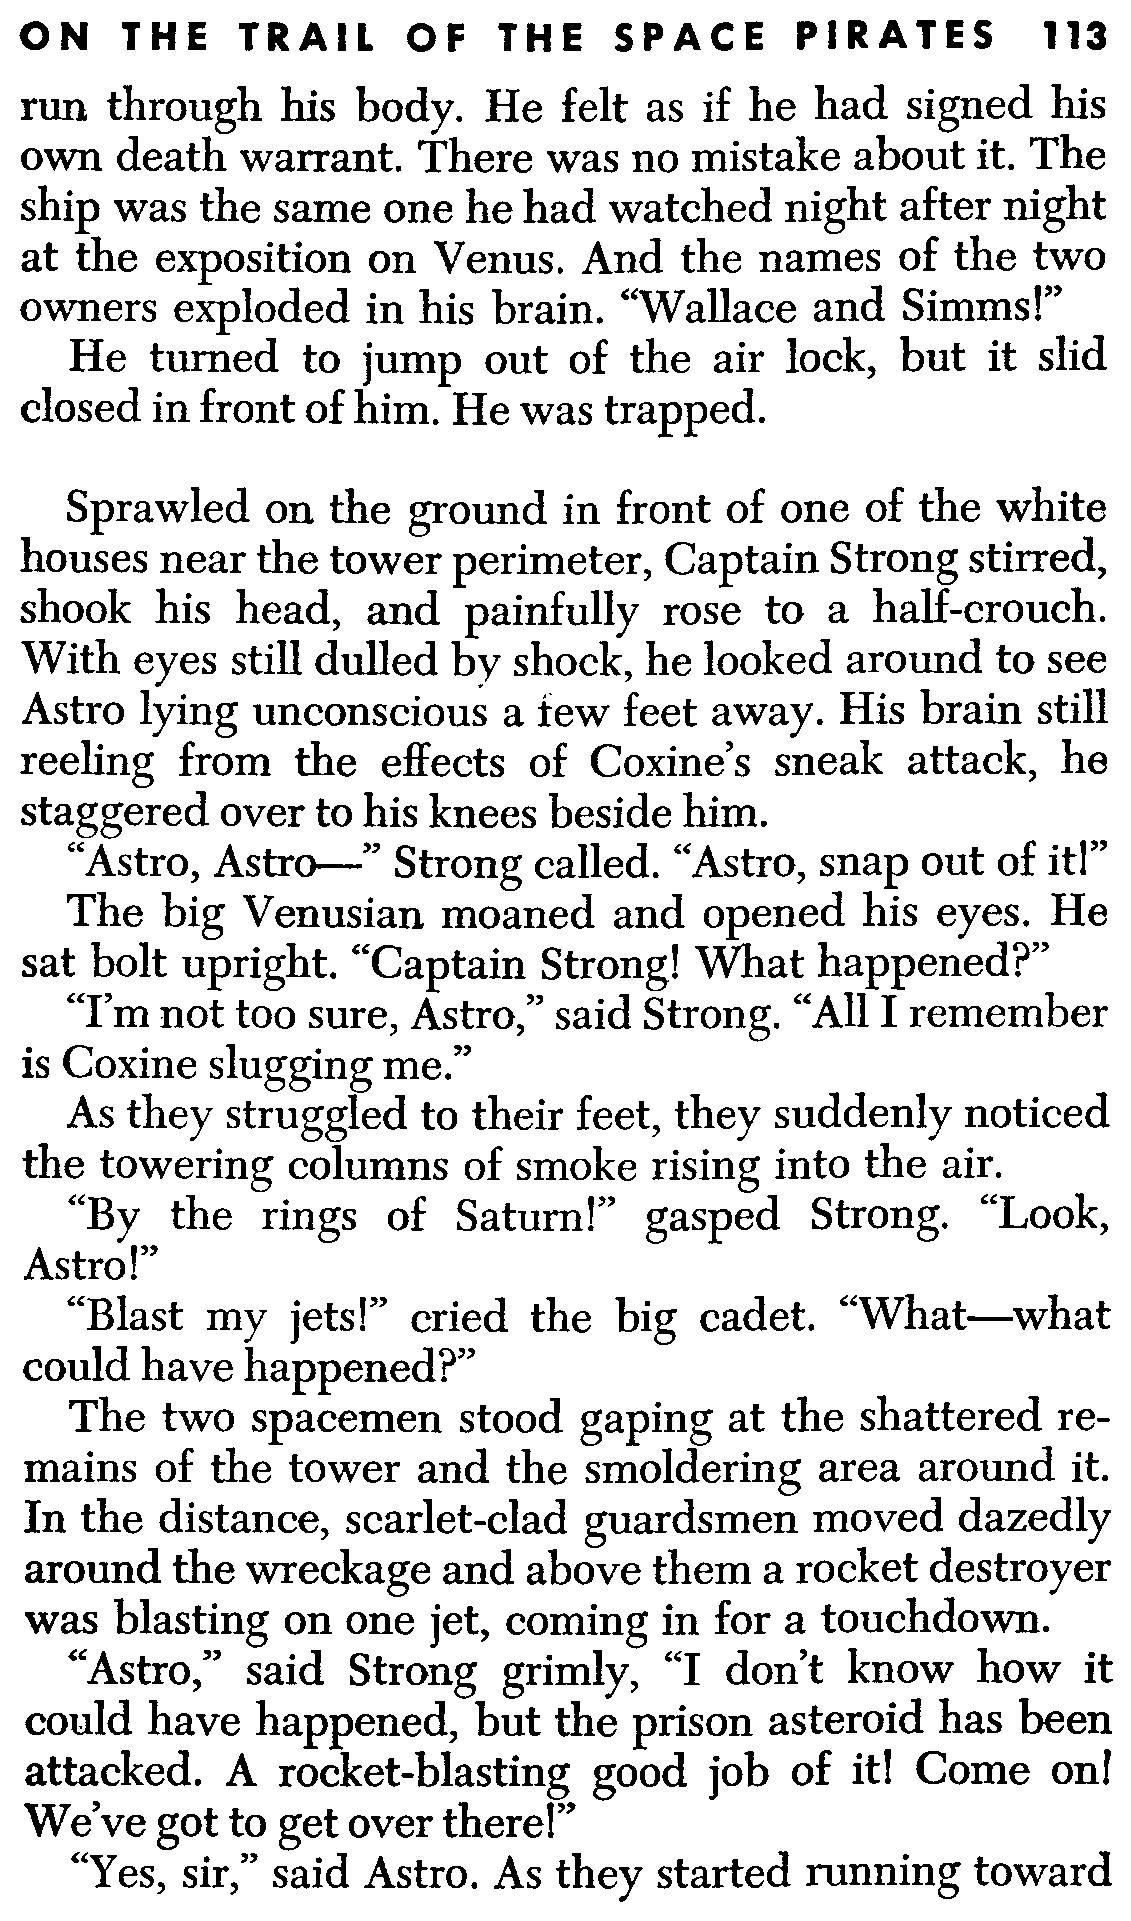 ON THE TRAIL OF THE SPACE PIRATES 113
run through his body. He felt as if he had signed his
own death warrant. There was no mistake about it. The
ship was the same one he had watched night after night
at the exposition on Venus. And the names of the two
owners exploded in his brain. “Wallace and Simms!”
He turned to jump out of the air lock, but it slid
closed in front of him. He was trapped.
Sprawled on the ground in front of one of the white
houses near the tower perimeter, Captain Strong stirred,
shook his head, and painfully rose to a half-crouch.
With eyes still dulled by shock, he looked around to see
Astro lying unconscious a few feet away. His brain still
reeling from the effects of Coxine’s sneak attack, he
staggered over to his knees beside him.
“Astro, Astro—” Strong called. “Astro, snap out of it!”
The big Venusian moaned and opened his eyes. He
sat bolt upright. “Captain Strong! What happened?”
“I’m not too sure, Astro,” said Strong. “All I remember
is Coxine slugging me.”
As they struggled to their feet, they suddenly noticed
the towering columns of smoke rising into the air.
“By the rings of Saturn!” gasped Strong. “Look,
Astro!”
“Blast my jets!” cried the big cadet. “What—what
could have happened?”
The two spacemen stood gaping at the shattered re-
mains of the tower and the smoldering area around it.
In the distance, scarlet-clad guardsmen moved dazedly
around the wreckage and above them a rocket destroyer
was blasting on one jet, coming in for a touchdown.
“Astro,” said Strong grimly, “I don’t know how it
could have happened, but the prison asteroid has been
attacked. A rocket-blasting good job of it! Come on!
We’ve got to get over there!”
“Yes, sir,” said Astro. As they started running toward